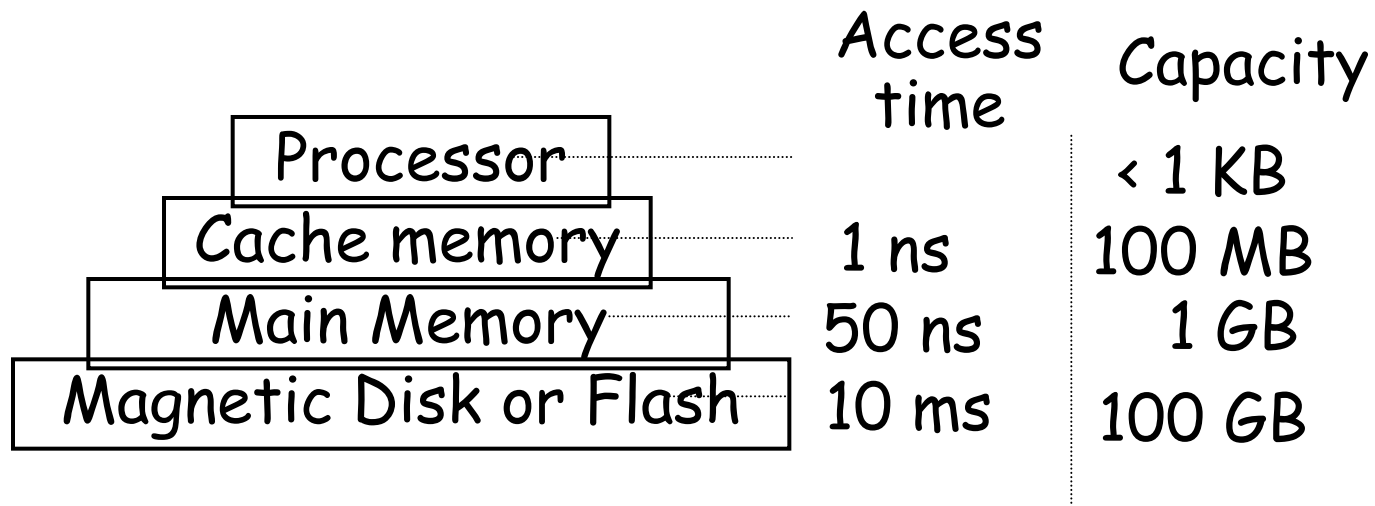 Access
time
Capacity
Processor
< 1 KB
Cache memory
1 ns
100 MB
Main Memory
50 ns
1 GB
Magnetic Disk or Flash
10 ms
100 GB